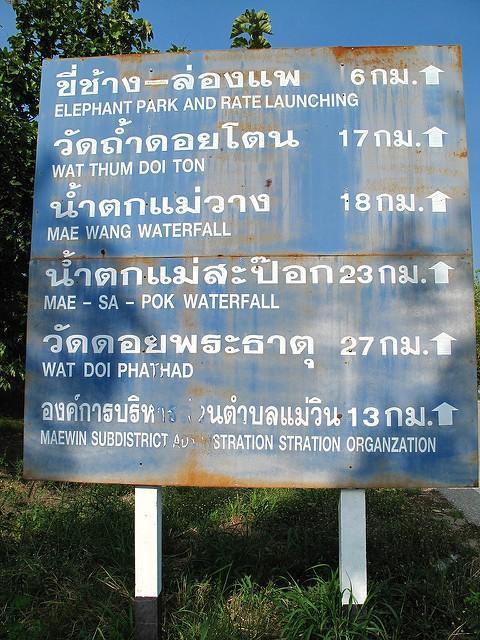 ขี่ช้าง-ล่องแพ 6 กม.
ELEPHANT PARK AND RATE LAUNCHING
วัดถ้ำดอยโตน 17 กม.
WAT THUM DOI TON
น้ำตกแม่วาง 18 กม.
MAE WANG WATERFALL
น้ำตกแม่สะป๊อก 23 กม.
MAE - SA - POK WATERFALL
วัดดอยพระธาตุ 27 กม.
WAT DOI PHATHAD
องค์การบริหาร นตำบลแม่วิน 13 กม.
MAEWIN SUBDISTRICT STRATION STRATION ORGANZATION